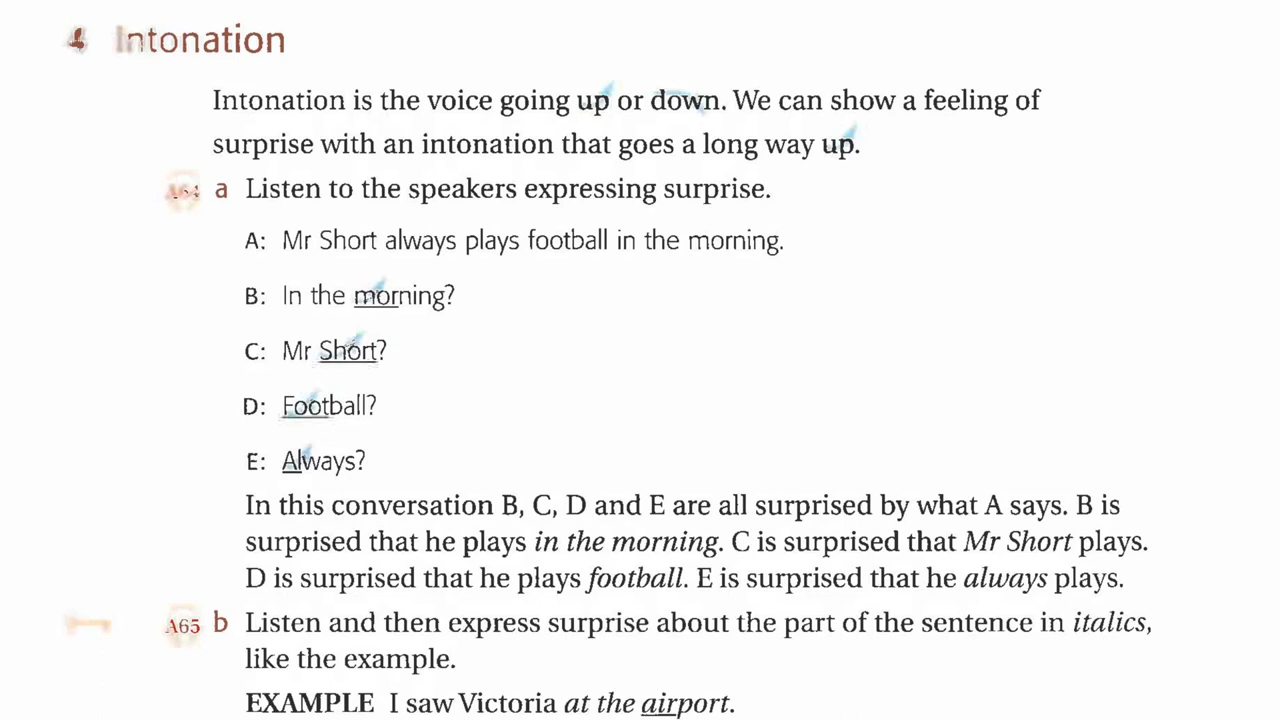 4 Intonation
Intonation is the voice going up or down. We can show a feeling of
surprise with an intonation that goes a long way up.
A64 a Listen to the speakers expressing surprise.
A: Mr Short always plays football in the morning.
B: In the morning?
C: Mr Short?
D: Football?
E: Always?
In this conversation B, C, D and E are all surprised by what A says. B is
surprised that he plays in the morning. C is surprised that Mr Short plays.
D is surprised that he plays football. E is surprised that he always plays.
A65 b Listen and then express surprise about the part of the sentence in italics,
like the example.
EXAMPLE I saw Victoria at the airport.